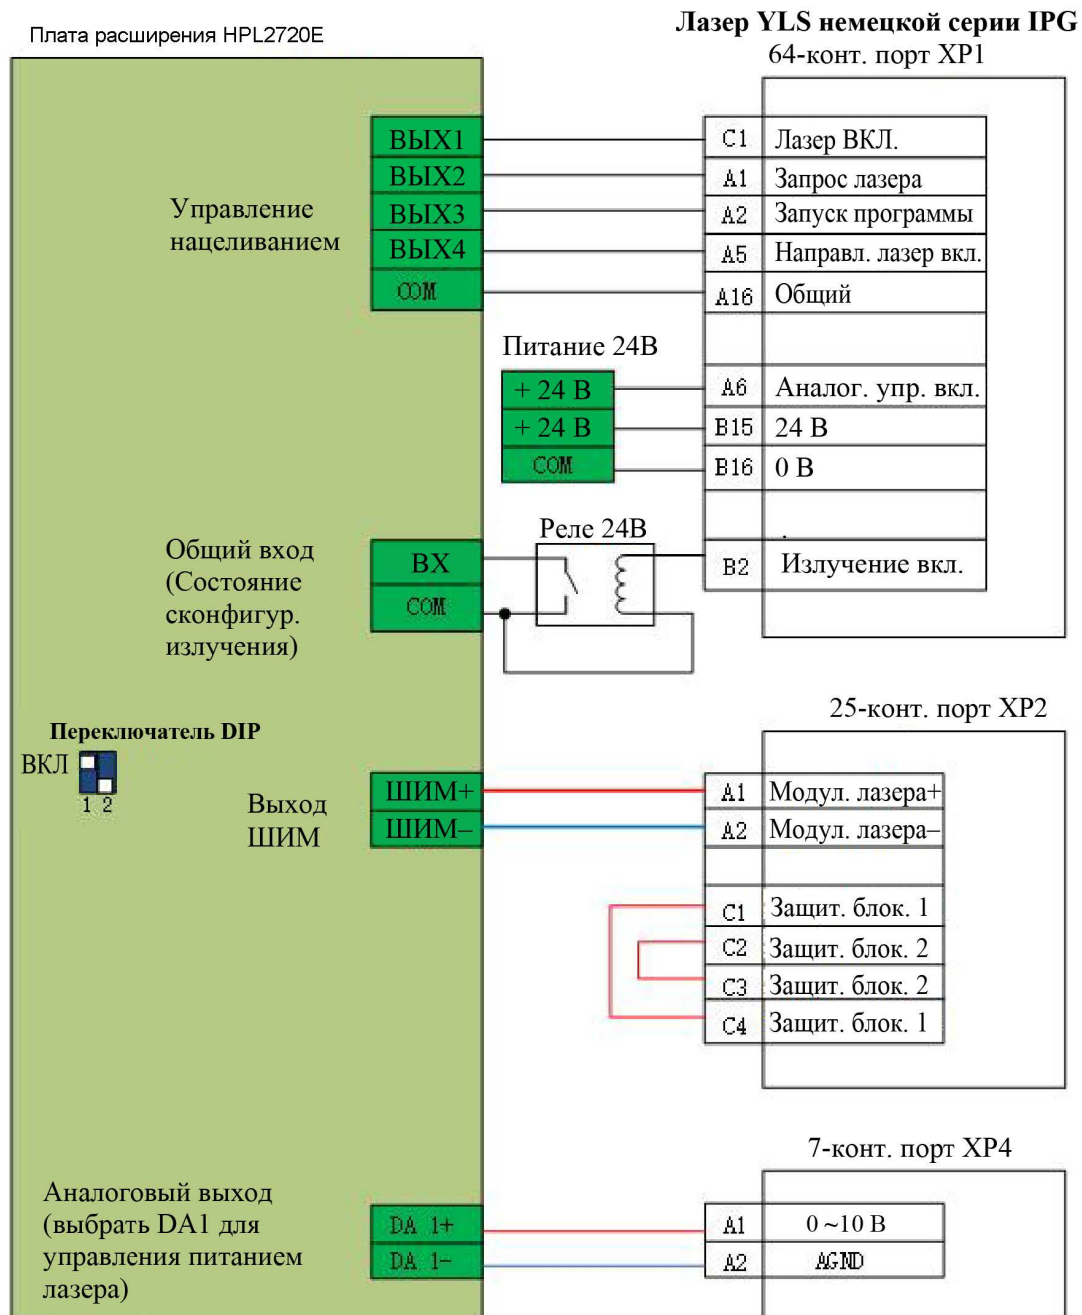 Лазер YLS немецкой серии IPG
Плата расширения HPL2720E
64-конт. порт XP1
ВЫХ1
C1 Лазер ВКЛ.
ВЫХ2
A1 Запрос лазера
Управление
нацеливанием
ВЫХ3
A2 Запуск программы
ВЫХ4
A5 Направл. лазер вкл.
COM
A16 Общий
Питание 24В
+ 24 В
A6 Аналог. упр. вкл.
+ 24 В
B15 24 В
COM
B16 0 В
Реле 24В
Общий вход
(Состояние
сконфигур.
излучения)
ВХ
COM
B2 Излучение вкл.
25-конт. порт XP2
Переключатель DIP
ВКЛ
1 2
Выход
ШИМ
ШИМ+
A1 Модул. лазера+
ШИМ–
A2 Модул. лазера–
C1 Защит. блок. 1
C2 Защит. блок. 2
C3 Защит. блок. 2
C4 Защит. блок. 1
7-конт. порт XP4
Аналоговый выход
(выбрать DA1 для
управления питанием
лазера)
DA 1+
A1 0 ~10 В
DA 1-
A2 AGND